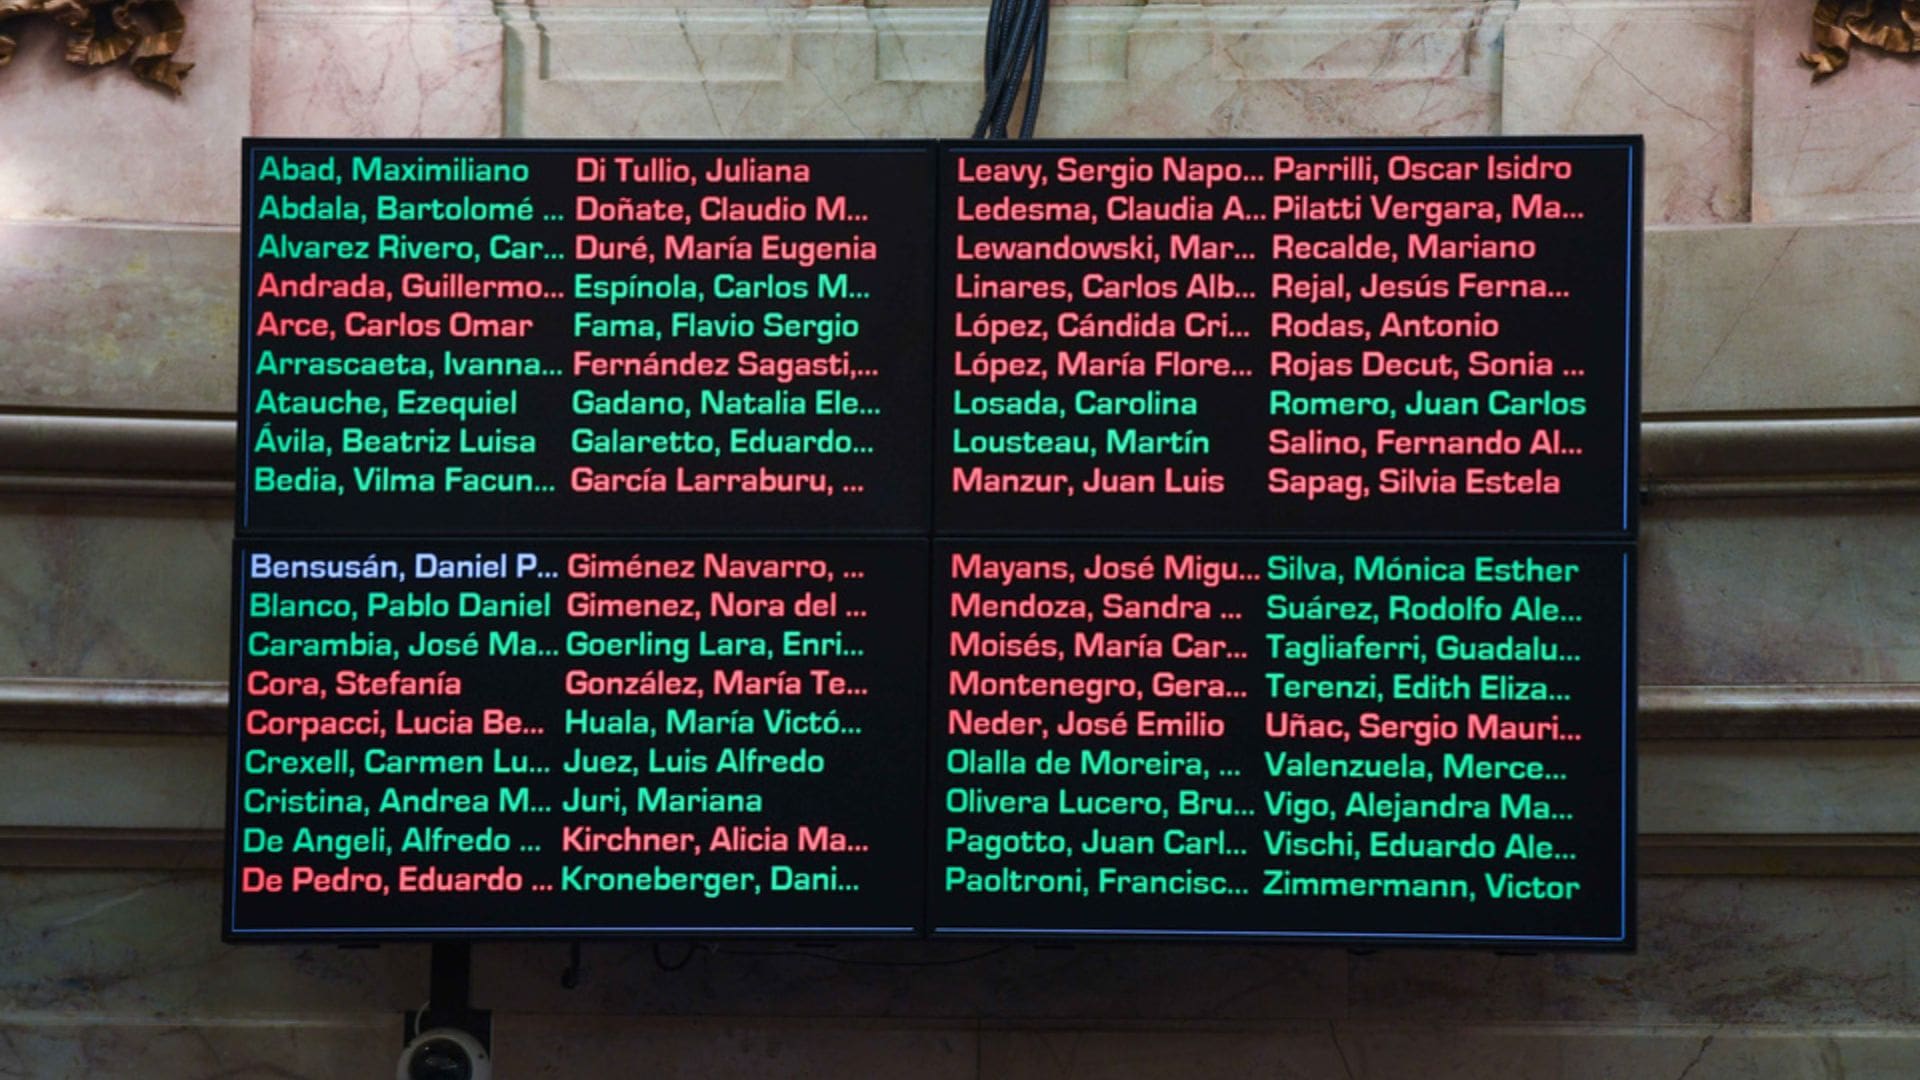 Abad, Maximiliano
Abdala, Bartolomé ...
Alvarez Rivero, Car...
Andrada, Guillermo...
Arce, Carlos Omar
Arrascaeta, Ivanna...
Atauche, Ezequiel
Ávila, Beatriz Luisa
Bedia, Vilma Facun...
Di Tullio, Juliana
Doñate, Claudio M...
Duré, María Eugenia
Espínola, Carlos M...
Fama, Flavio Sergio
Fernández Sagasti,...
Gadano, Natalia Ele...
Galaretto, Eduardo...
García Larraburu, ...
Leavy, Sergio Napo...
Ledesma, Claudia A...
Lewandowski, Mar...
Linares, Carlos Alb...
López, Cándida Cri...
López, María Flore...
Losada, Carolina
Lousteau, Martín
Manzur, Juan Luis
Parrilli, Oscar Isidro
Pilatti Vergara, Ma...
Recalde, Mariano
Rejal, Jesús Ferna...
Rodas, Antonio
Rojas Decut, Sonia ...
Romero, Juan Carlos
Salino, Fernando Al...
Sapag, Silvia Estela
Bensusán, Daniel P...
Blanco, Pablo Daniel
Carambia, José Ma...
Cora, Stefanía
Corpacci, Lucia Be...
Crexell, Carmen Lu...
Cristina, Andrea M...
De Angeli, Alfredo ...
De Pedro, Eduardo ...
Giménez Navarro, ...
Gimenez, Nora del ...
Goerling Lara, Enri...
González, María Te...
Huala, María Victó...
Juez, Luis Alfredo
Juri, Mariana
Kirchner, Alicia Ma...
Kroneberger, Dani...
Mayans, José Migu...
Mendoza, Sandra ...
Moisés, María Car...
Montenegro, Gera...
Neder, José Emilio
Olalla de Moreira, ...
Olivera Lucero, Bru...
Pagotto, Juan Carl...
Paoltroni, Francisc...
Silva, Mónica Esther
Suárez, Rodolfo Ale...
Tagliaferri, Guadalu...
Terenzi, Edith Eliza...
Uñac, Sergio Mauri...
Valenzuela, Merce...
Vigo, Alejandra Ma...
Vischi, Eduardo Ale...
Zimmermann, Victor